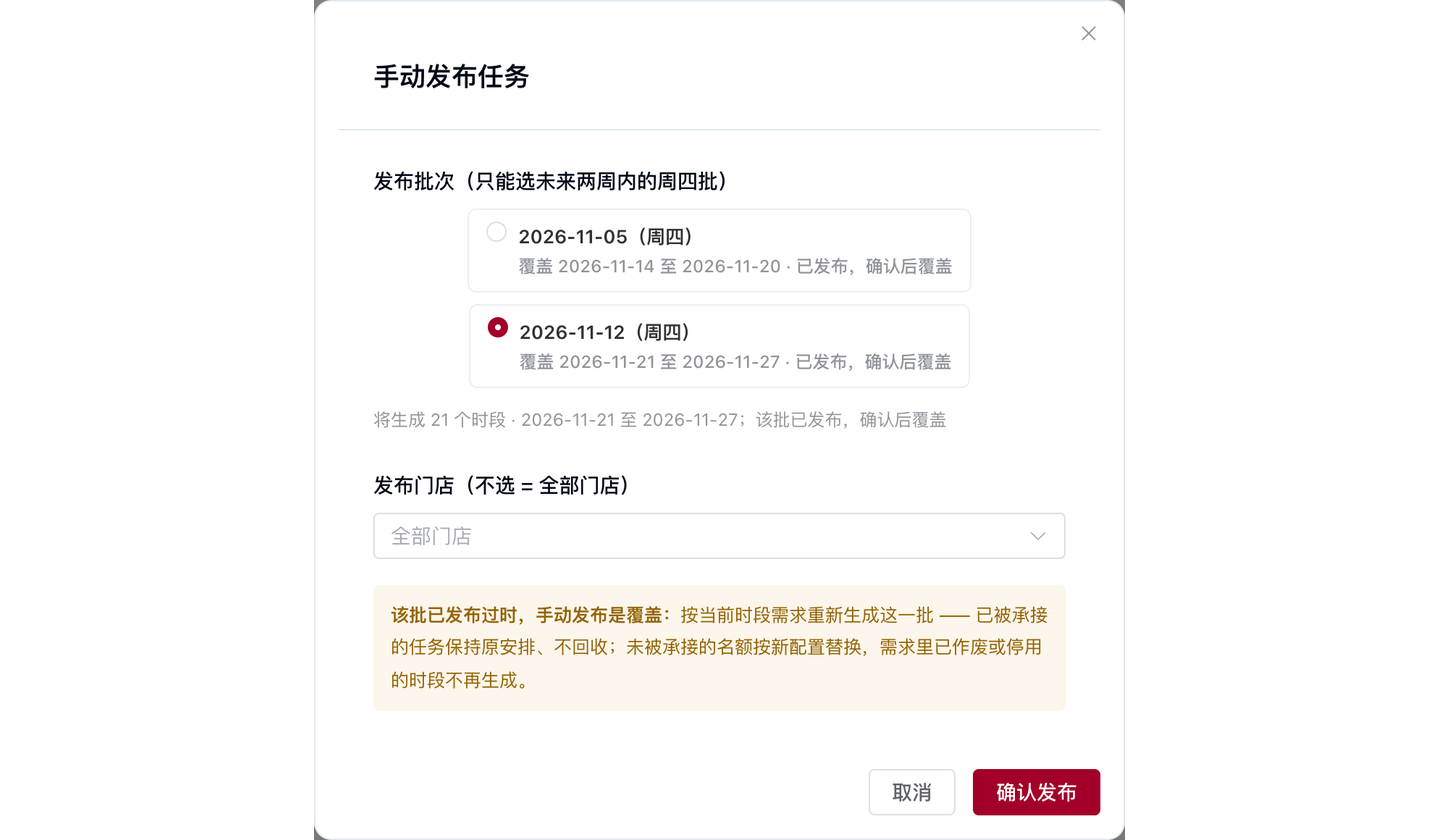 手动发布任务
发布批次（只能选未来两周内的周四批）
2026-11-05（周四）
覆盖 2026-11-14 至 2026-11-20 · 已发布，确认后覆盖
2026-11-12（周四）
覆盖 2026-11-21 至 2026-11-27 · 已发布，确认后覆盖
将生成 21 个时段 · 2026-11-21 至 2026-11-27；该批已发布，确认后覆盖
发布门店（不选 = 全部门店）
全部门店
该批已发布过时，手动发布是覆盖：按当前时段需求重新生成这一批 —— 已被承接
的任务保持原安排、不回收；未被承接的名额按新配置替换，需求里已作废或停用
的时段不再生成。
取消
确认发布